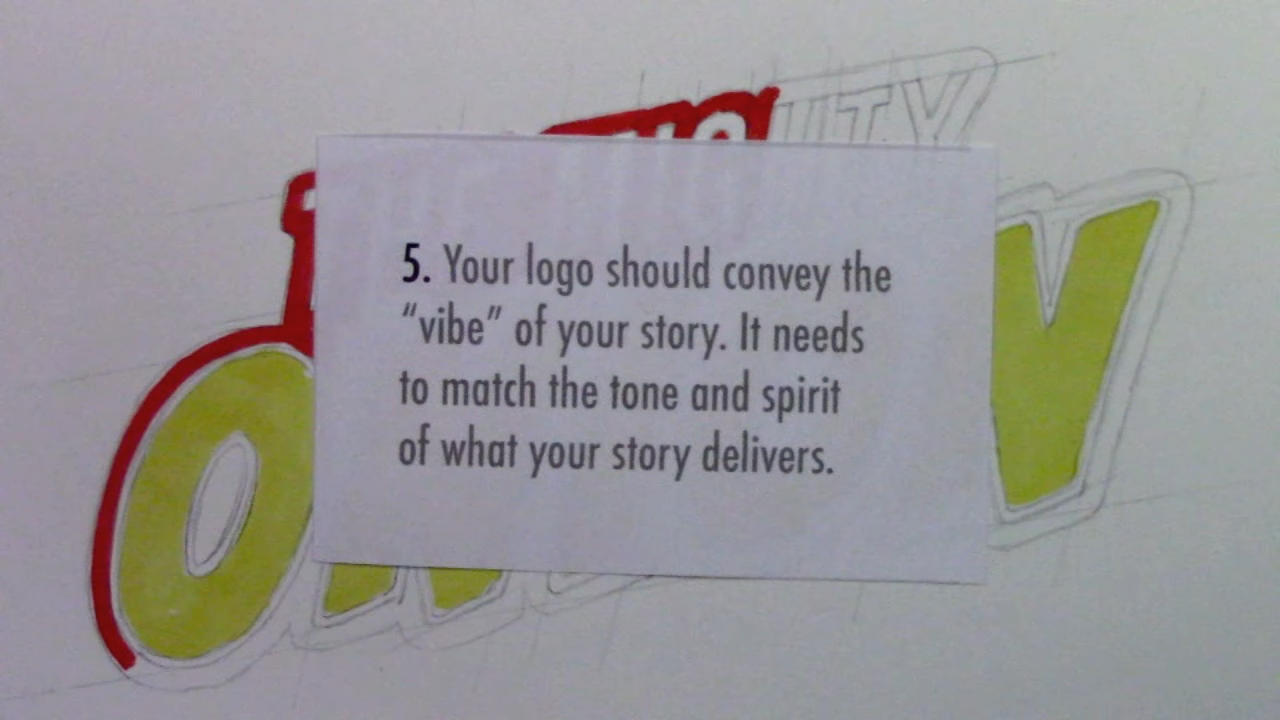 5. Your logo should convey the
“vibe” of your story. It needs
to match the tone and spirit
of what your story delivers.